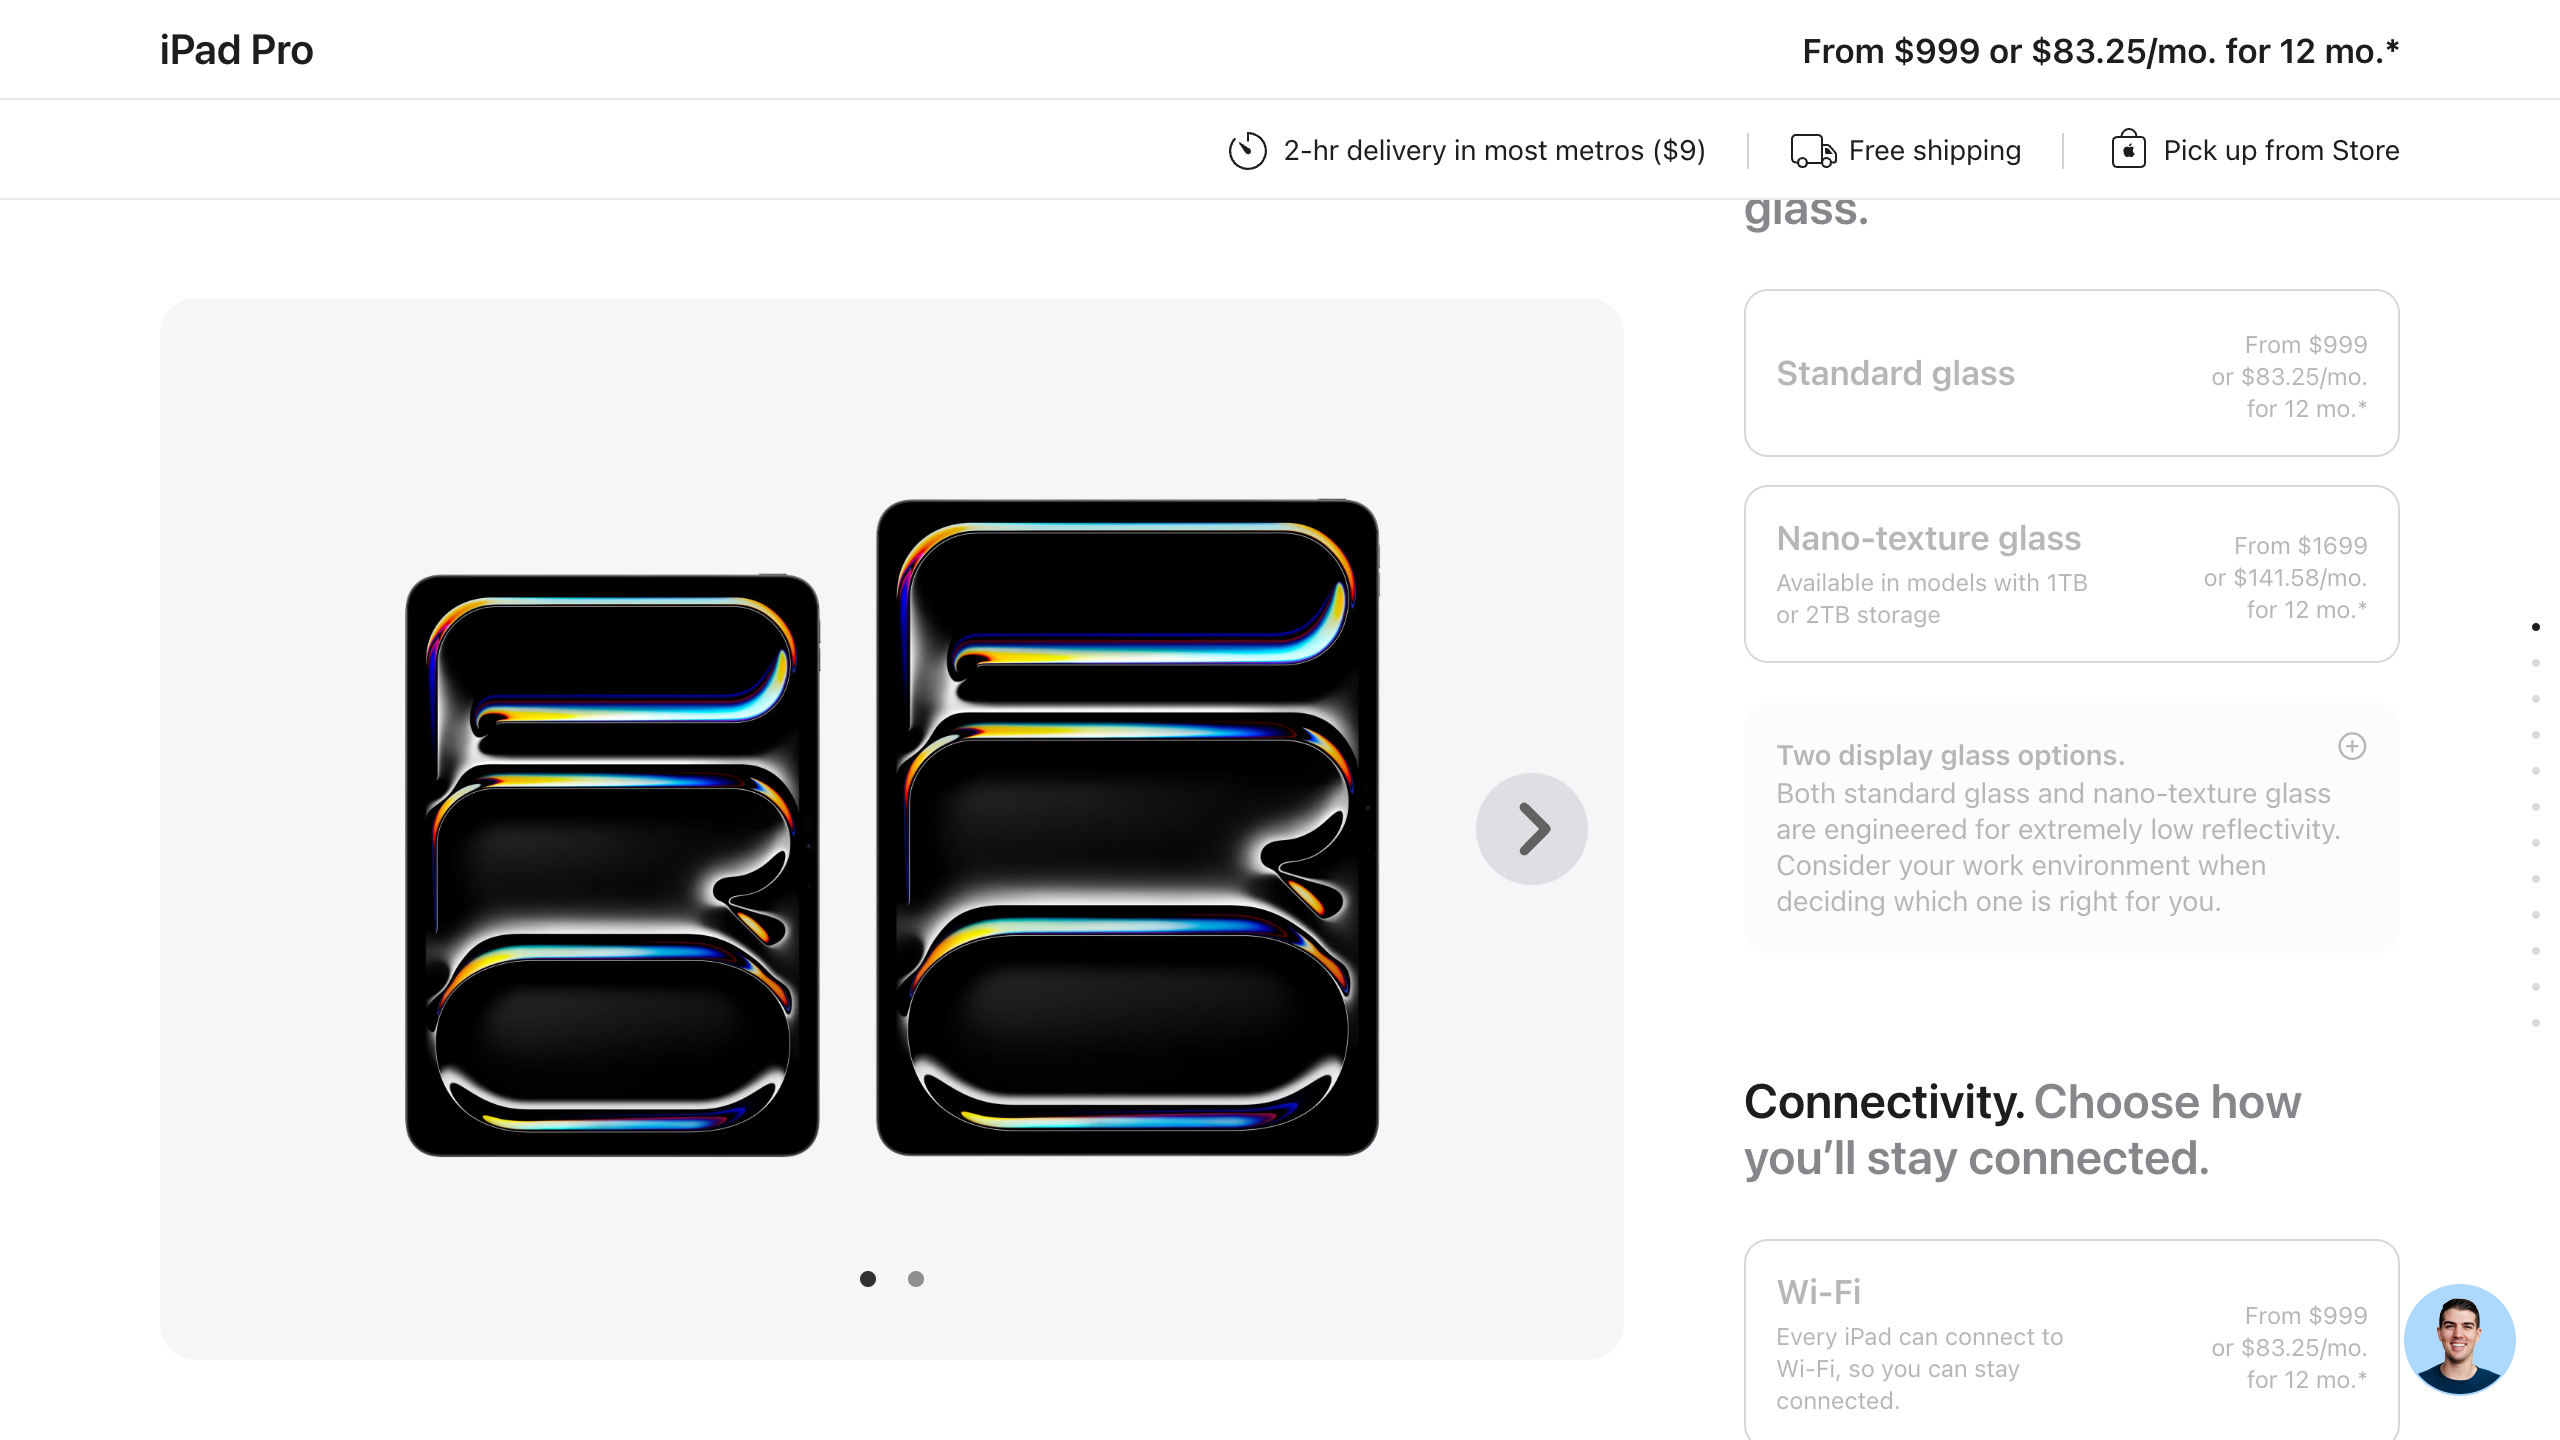 iPad Pro
From $999 or $83.25/mo. for 12 mo.*
2-hr delivery in most metros ($9)
Free shipping
Pick up from Store
glass.
Standard glass
From $999
or $83.25/mo.
for 12 mo.*
Nano-texture glass
Available in models with 1TB
or 2TB storage
From $1699
or $141.58/mo.
for 12 mo.*
Two display glass options.
Both standard glass and nano-texture glass
are engineered for extremely low reflectivity.
Consider your work environment when
deciding which one is right for you.
Connectivity. Choose how
you’ll stay connected.
Wi-Fi
Every iPad can connect to
Wi-Fi, so you can stay
connected.
From $999
or $83.25/mo.
for 12 mo.*